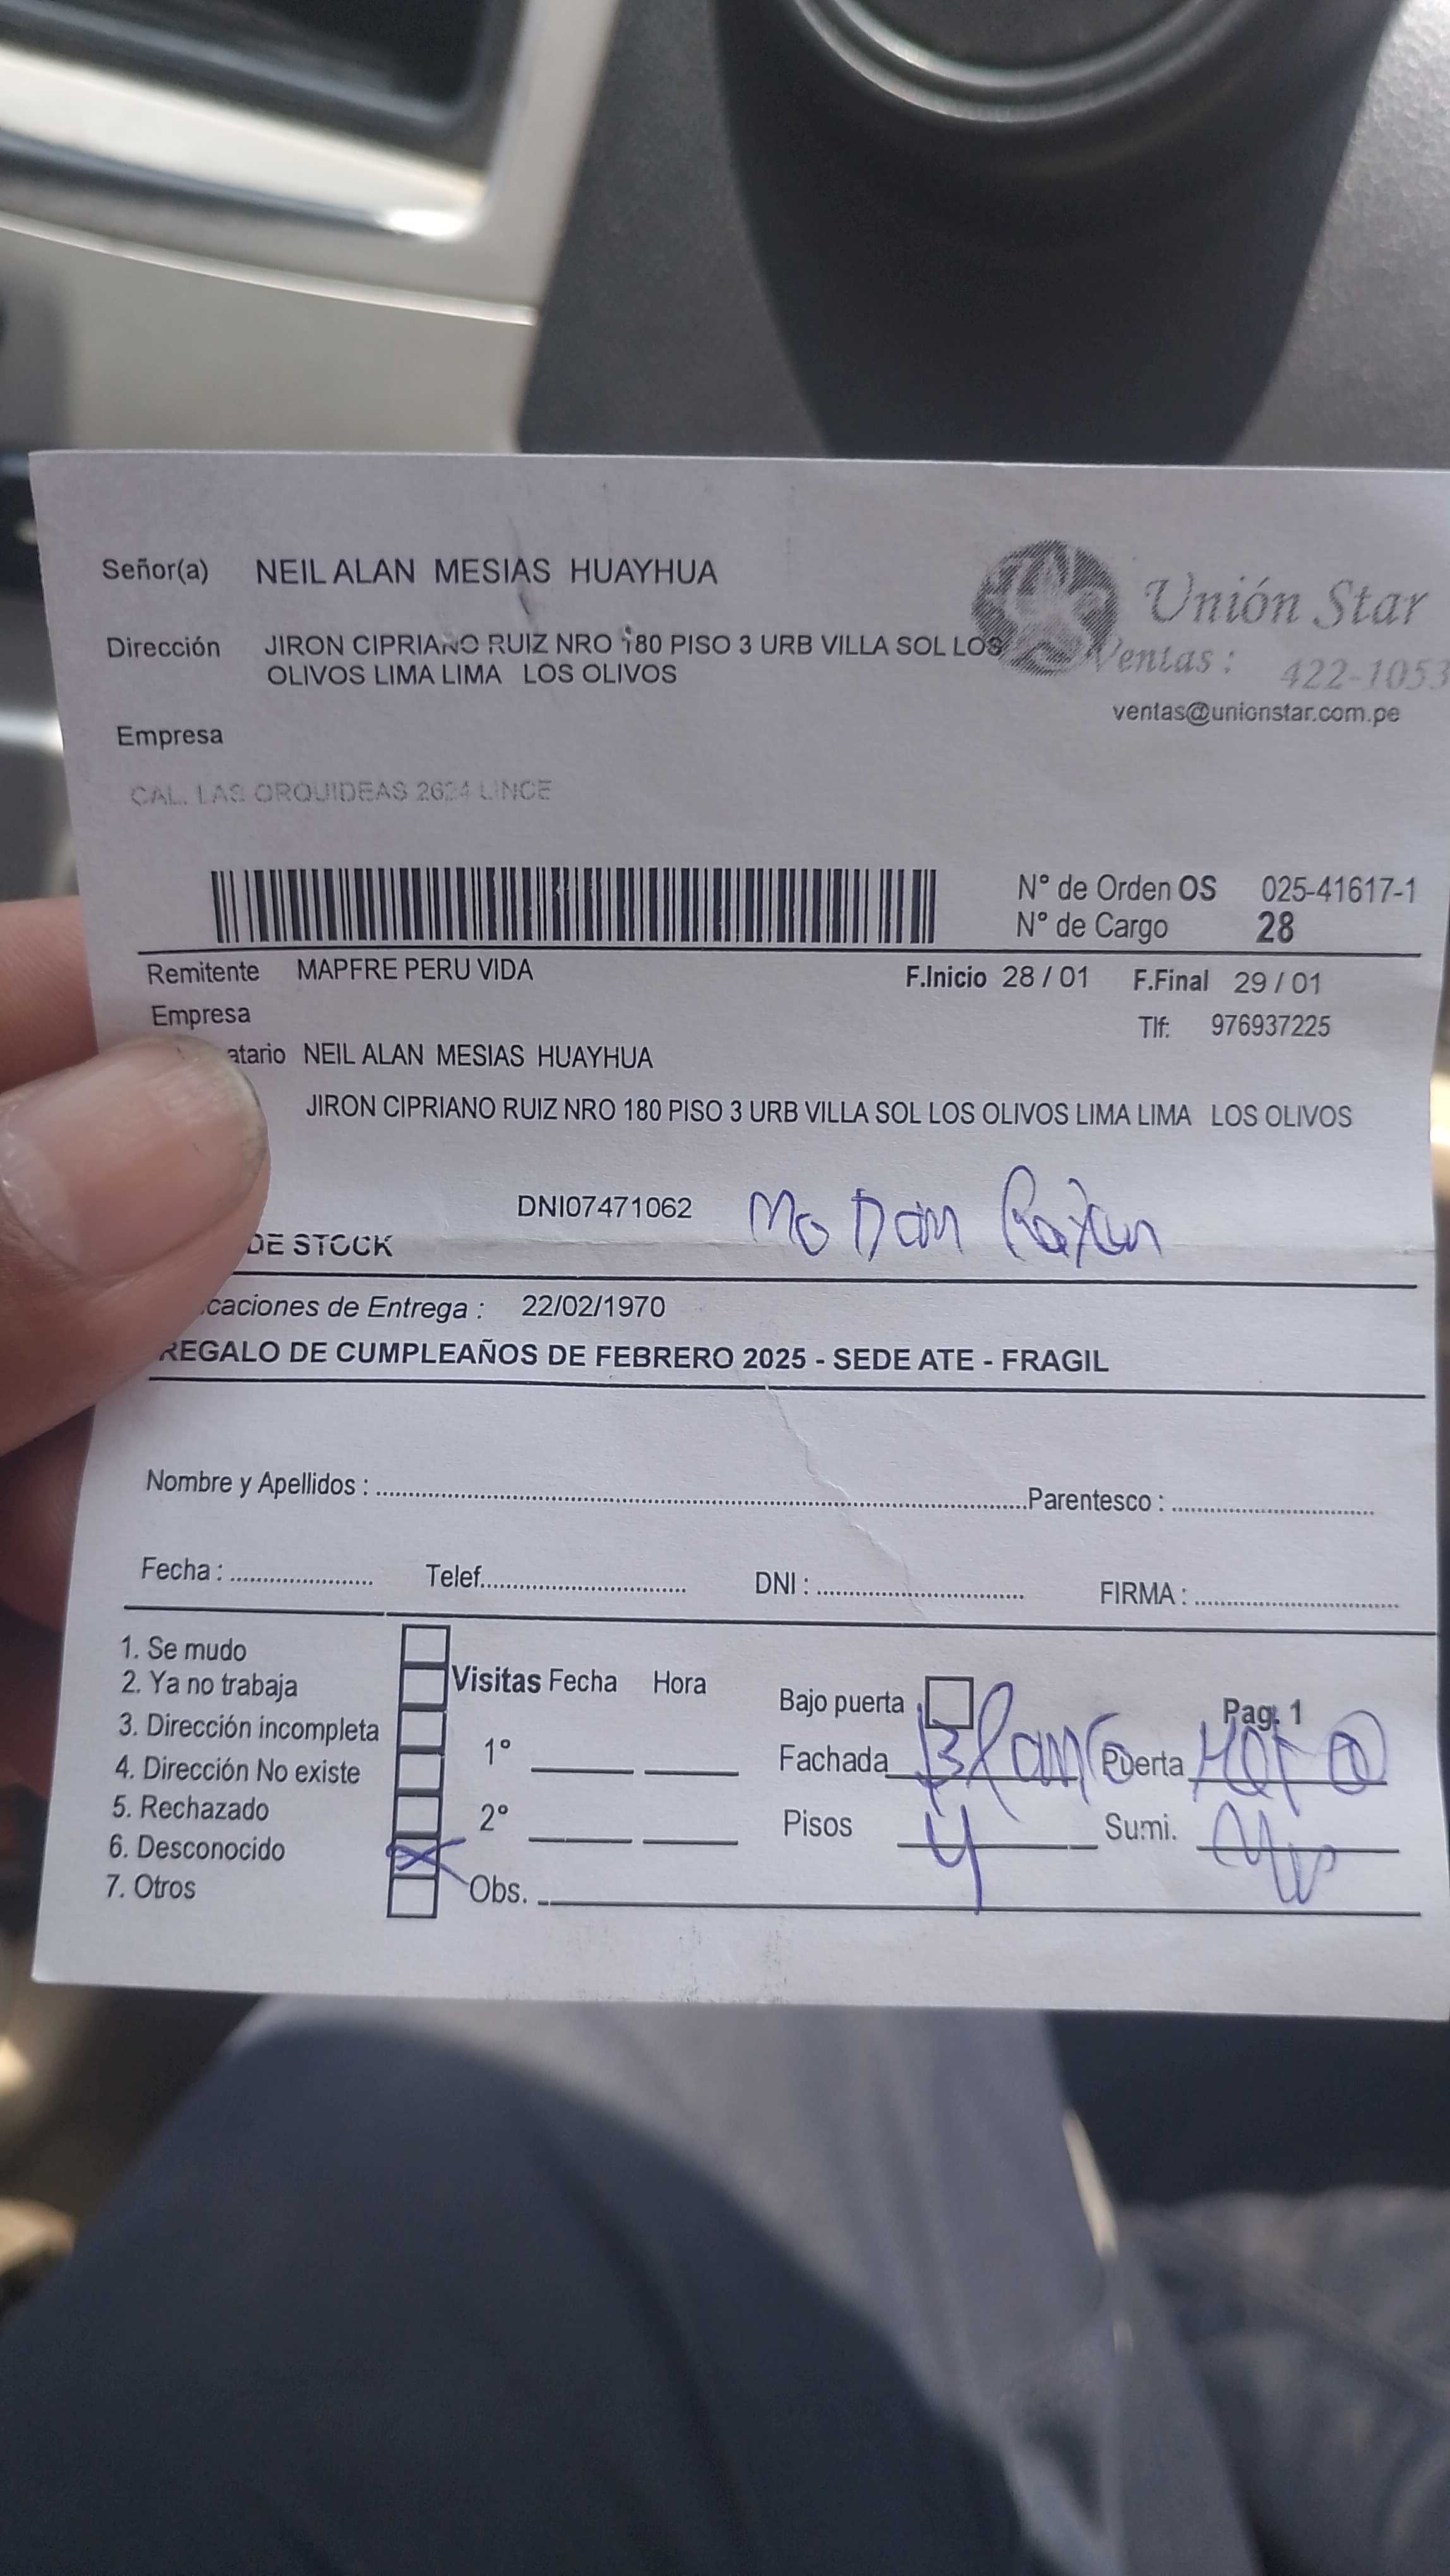 Señor(a) NEIL ALAN MESIAS HUAYHUA
Unión Star
Dirección JIRON CIPRIANO RUIZ NRO 180 PISO 3 URB VILLA SOL LOS
OLIVOS LIMA LIMA LOS OLIVOS
Ventas : 422-1053
ventas@unionstar.com.pe
Empresa
CAL. LAS ORQUIDEAS 2624 LINCE
N° de Orden OS 025-41617-1
N° de Cargo 28
Remitente MAPFRE PERU VIDA F.Inicio 28 / 01 F.Final 29 / 01
Empresa Tlf: 976937225
atario NEIL ALAN MESIAS HUAYHUA
JIRON CIPRIANO RUIZ NRO 180 PISO 3 URB VILLA SOL LOS OLIVOS LIMA LIMA LOS OLIVOS
DNI07471062 No Dan
DE STOCK
caciones de Entrega : 22/02/1970
REGALO DE CUMPLEAÑOS DE FEBRERO 2025 - SEDE ATE - FRAGIL
Nombre y Apellidos : Parentesco :
Fecha : Telef. DNI : FIRMA :
1. Se mudo
2. Ya no trabaja
3. Dirección incompleta
4. Dirección No existe
5. Rechazado
6. Desconocido
7. Otros
Visitas Fecha Hora
1°
2°
Obs.
Bajo puerta Pag. 1
Fachada Blanco Puerta
Pisos 4 Sumi.